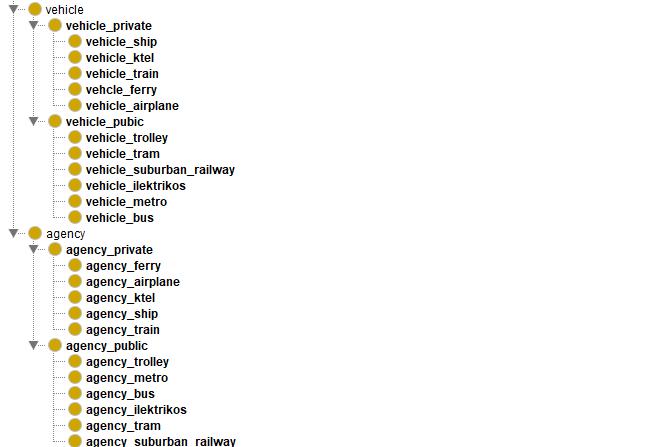 vehicle
vehicle_private
vehicle_ship
vehicle_ktel
vehicle_train
vehcle_ferry
vehicle_airplane
vehicle_pubic
vehicle_trolley
vehicle_tram
vehicle_suburban_railway
vehicle_ilektrikos
vehicle_metro
vehicle_bus
agency
agency_private
agency_ferry
agency_airplane
agency_ktel
agency_ship
agency_train
agency_public
agency_trolley
agency_metro
agency_bus
agency_ilektrikos
agency_tram
agency_suburban_railway